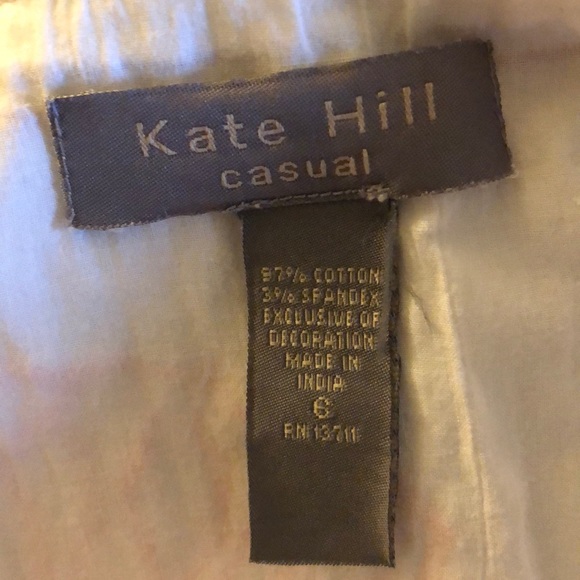 Kate Hill
casual
97% COTTON
3% SPANDEX
EXCLUSIVE OF
DECORATION
MADE IN
INDIA
6
RN 13711